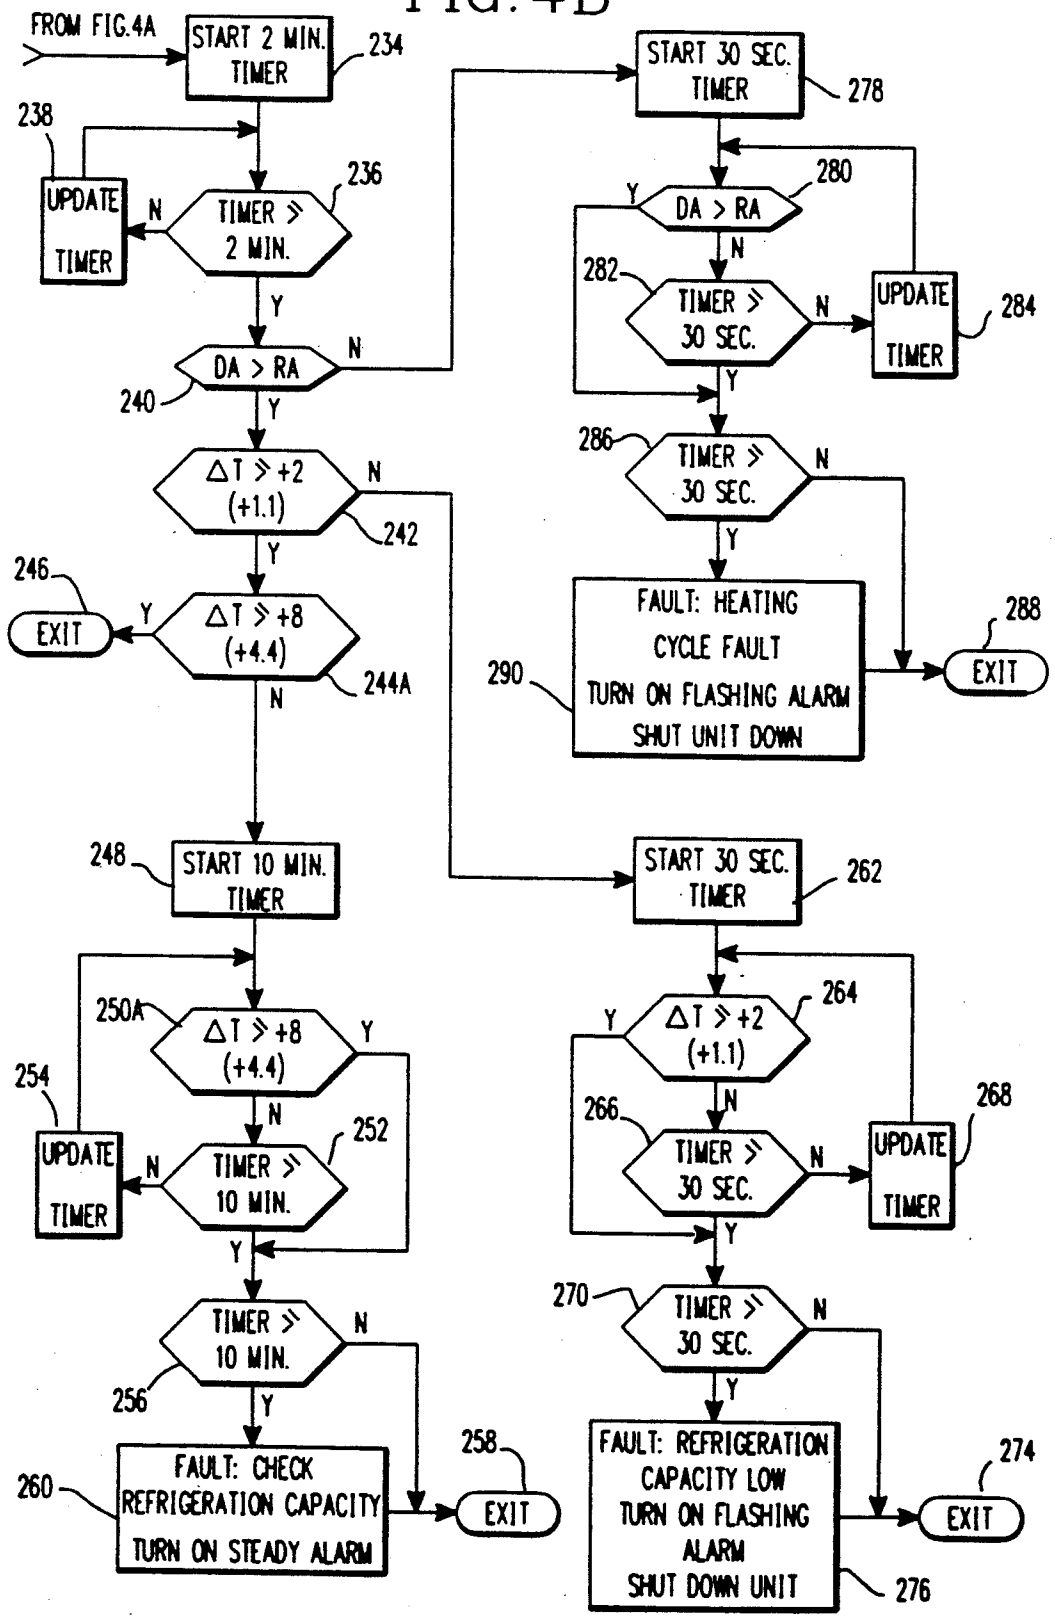 FIG. 4B
FROM FIG.4A
START 2 MIN.
TIMER
234
238
UPDATE
TIMER
N
236
TIMER ⩾
2 MIN.
Y
DA > RA
N
240
Y
△T ⩾ +2
(+1.1)
N
242
Y
246
EXIT
Y
△T ⩾ +8
(+4.4)
244A
N
248
START 10 MIN.
TIMER
250A
△T ⩾ +8
(+4.4)
Y
N
254
UPDATE
TIMER
N
252
TIMER ⩾
10 MIN.
Y
TIMER ⩾
10 MIN.
N
256
Y
260
FAULT: CHECK
REFRIGERATION CAPACITY
TURN ON STEADY ALARM
258
EXIT
START 30 SEC.
TIMER
278
280
Y
DA > RA
N
282
TIMER ⩾
30 SEC.
N
UPDATE
TIMER
284
Y
286
TIMER ⩾
30 SEC.
N
Y
FAULT: HEATING
CYCLE FAULT
TURN ON FLASHING ALARM
SHUT UNIT DOWN
290
288
EXIT
START 30 SEC.
TIMER
262
264
Y
△T ⩾ +2
(+1.1)
N
266
TIMER ⩾
30 SEC.
N
268
UPDATE
TIMER
Y
270
TIMER ⩾
30 SEC.
N
Y
FAULT: REFRIGERATION
CAPACITY LOW
TURN ON FLASHING
ALARM
SHUT DOWN UNIT
276
274
EXIT